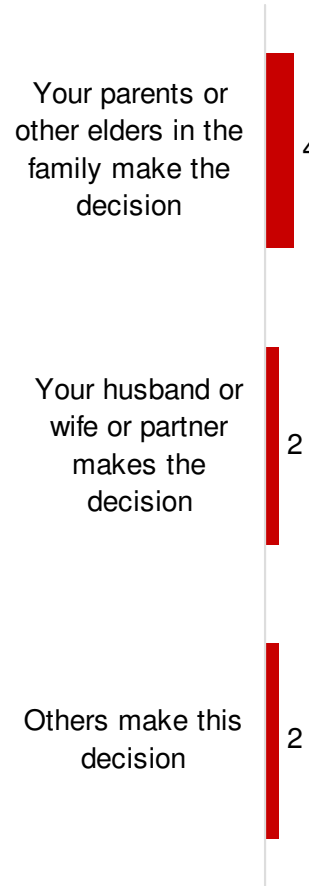 Your parents or
other elders in the
family make the
decision
4
Your husband or
wife or partner
makes the
decision
2
Others make this
decision
2